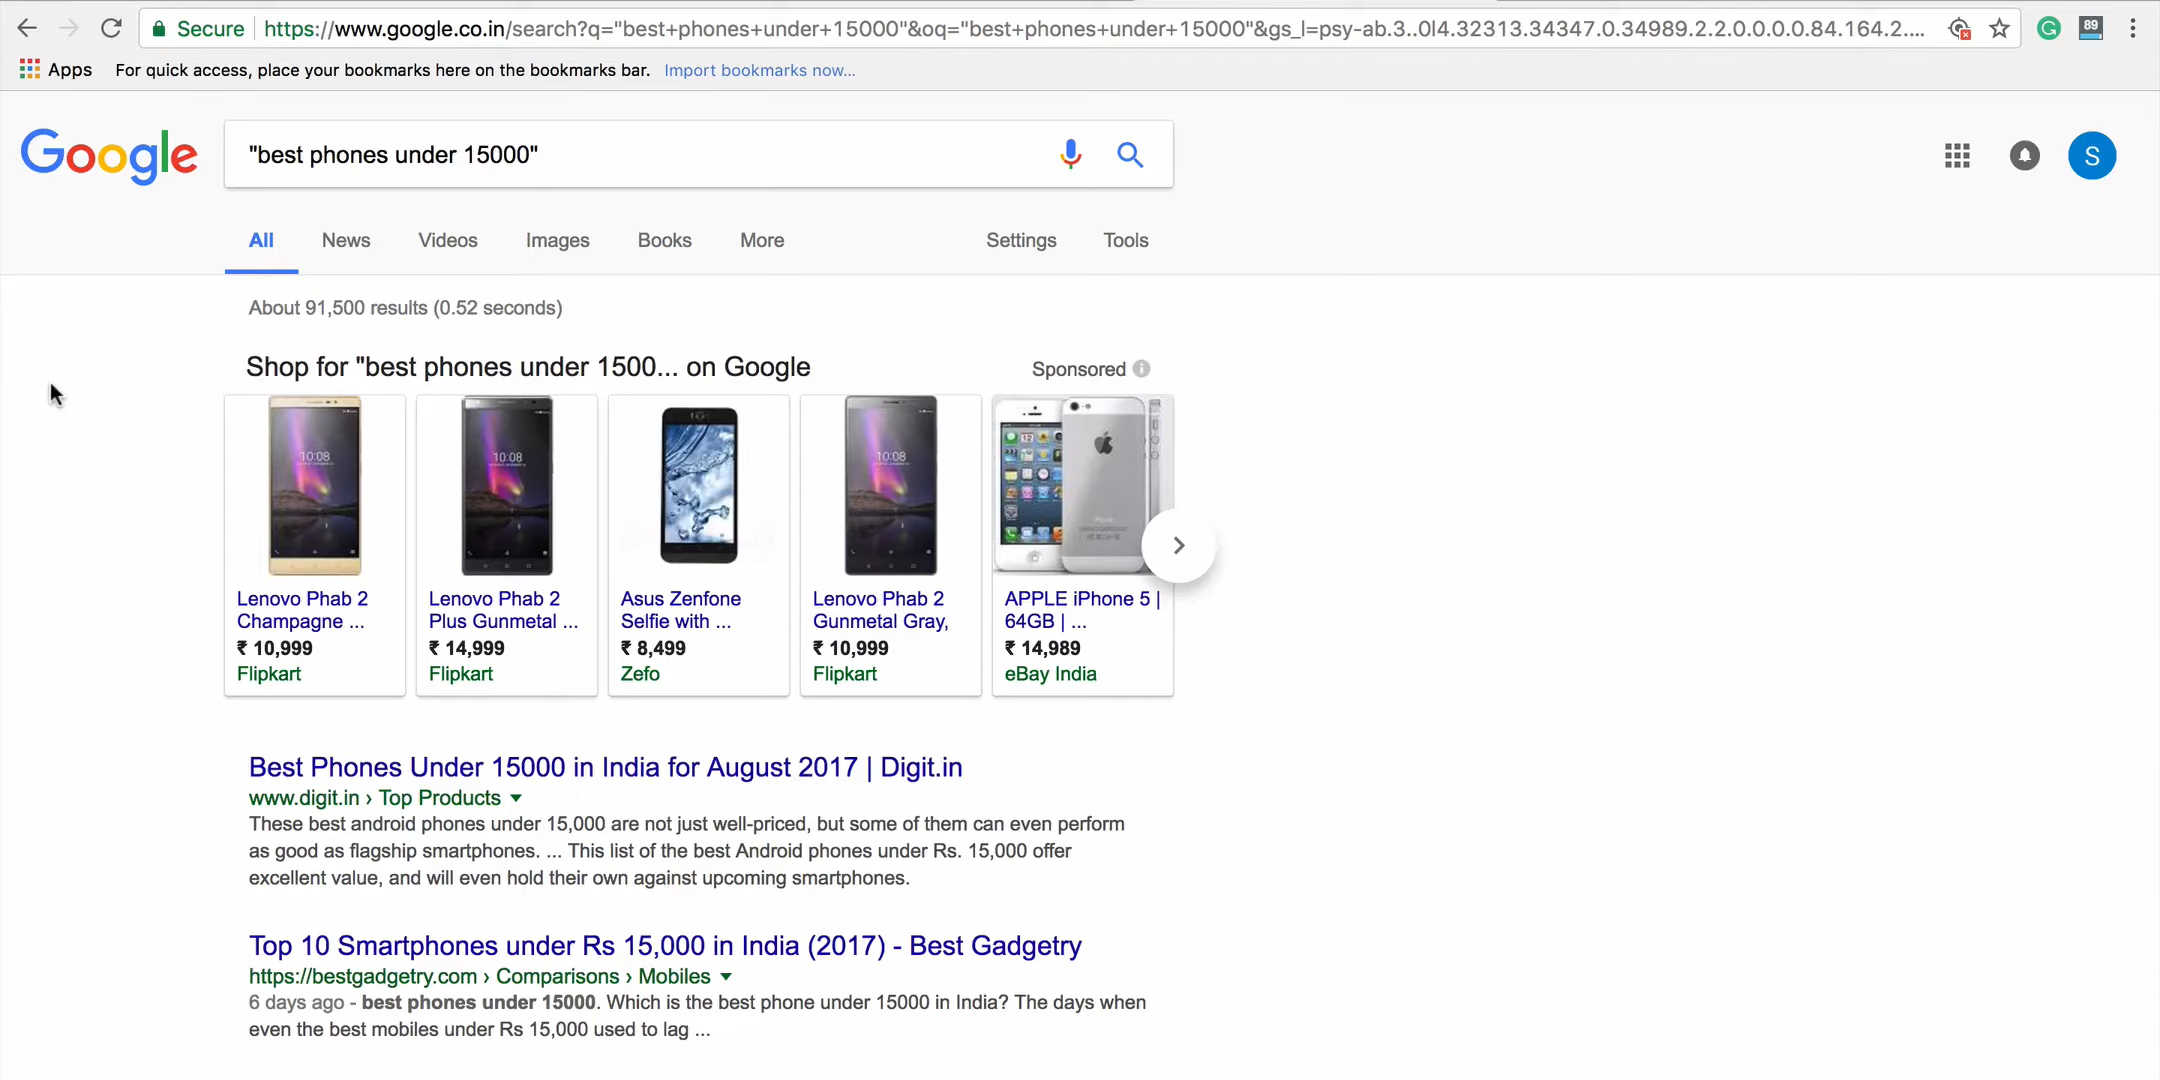 Secure https://www.google.co.in/search?q="best+phones+under+15000"&oq="best+phones+under+15000"&gs_l=psy-ab.3..0l4.32313.34347.0.34989.2.2.0.0.0.0.84.164.2.... G 89
Apps For quick access, place your bookmarks here on the bookmarks bar. Import bookmarks now...
Google "best phones under 15000" S
All News Videos Images Books More Settings Tools
About 91,500 results (0.52 seconds)
Shop for "best phones under 1500... on Google Sponsored
10:08 10:08 10:08
Lenovo Phab 2 Champagne ...
₹ 10,999
Flipkart
Lenovo Phab 2 Plus Gunmetal ...
₹ 14,999
Flipkart
Asus Zenfone Selfie with ...
₹ 8,499
Zefo
Lenovo Phab 2 Gunmetal Gray,
₹ 10,999
Flipkart
APPLE iPhone 5 | 64GB | ...
₹ 14,989
eBay India
Best Phones Under 15000 in India for August 2017 | Digit.in
www.digit.in › Top Products
These best android phones under 15,000 are not just well-priced, but some of them can even perform
as good as flagship smartphones. ... This list of the best Android phones under Rs. 15,000 offer
excellent value, and will even hold their own against upcoming smartphones.
Top 10 Smartphones under Rs 15,000 in India (2017) - Best Gadgetry
https://bestgadgetry.com › Comparisons › Mobiles
6 days ago - best phones under 15000. Which is the best phone under 15000 in India? The days when
even the best mobiles under Rs 15,000 used to lag ...